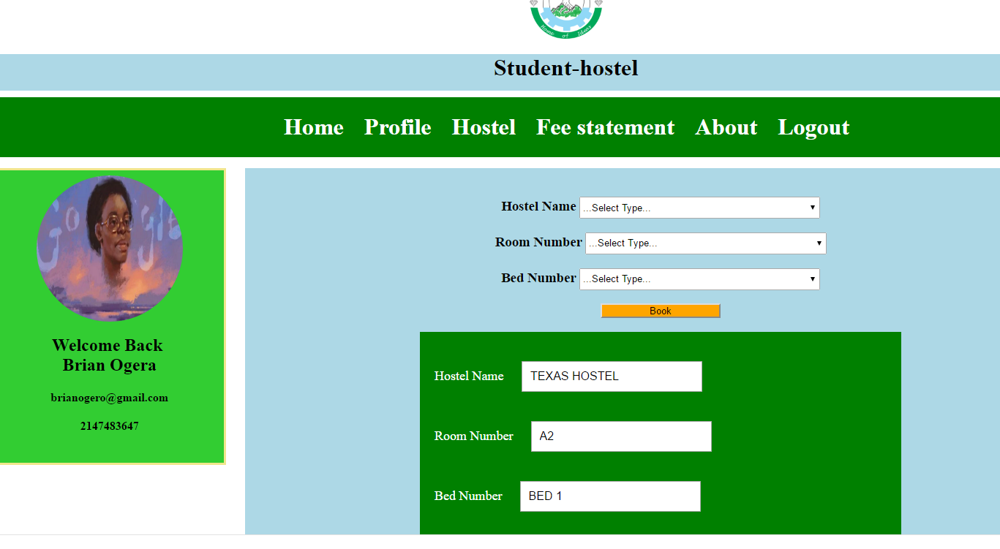 Home of Ideas
Student-hostel
Home Profile Hostel Fee statement About Logout
Google
Welcome Back
Brian Ogera
brianogero@gmail.com
2147483647
Hostel Name ...Select Type...
Room Number ...Select Type...
Bed Number ...Select Type...
Book
Hostel Name TEXAS HOSTEL
Room Number A2
Bed Number BED 1